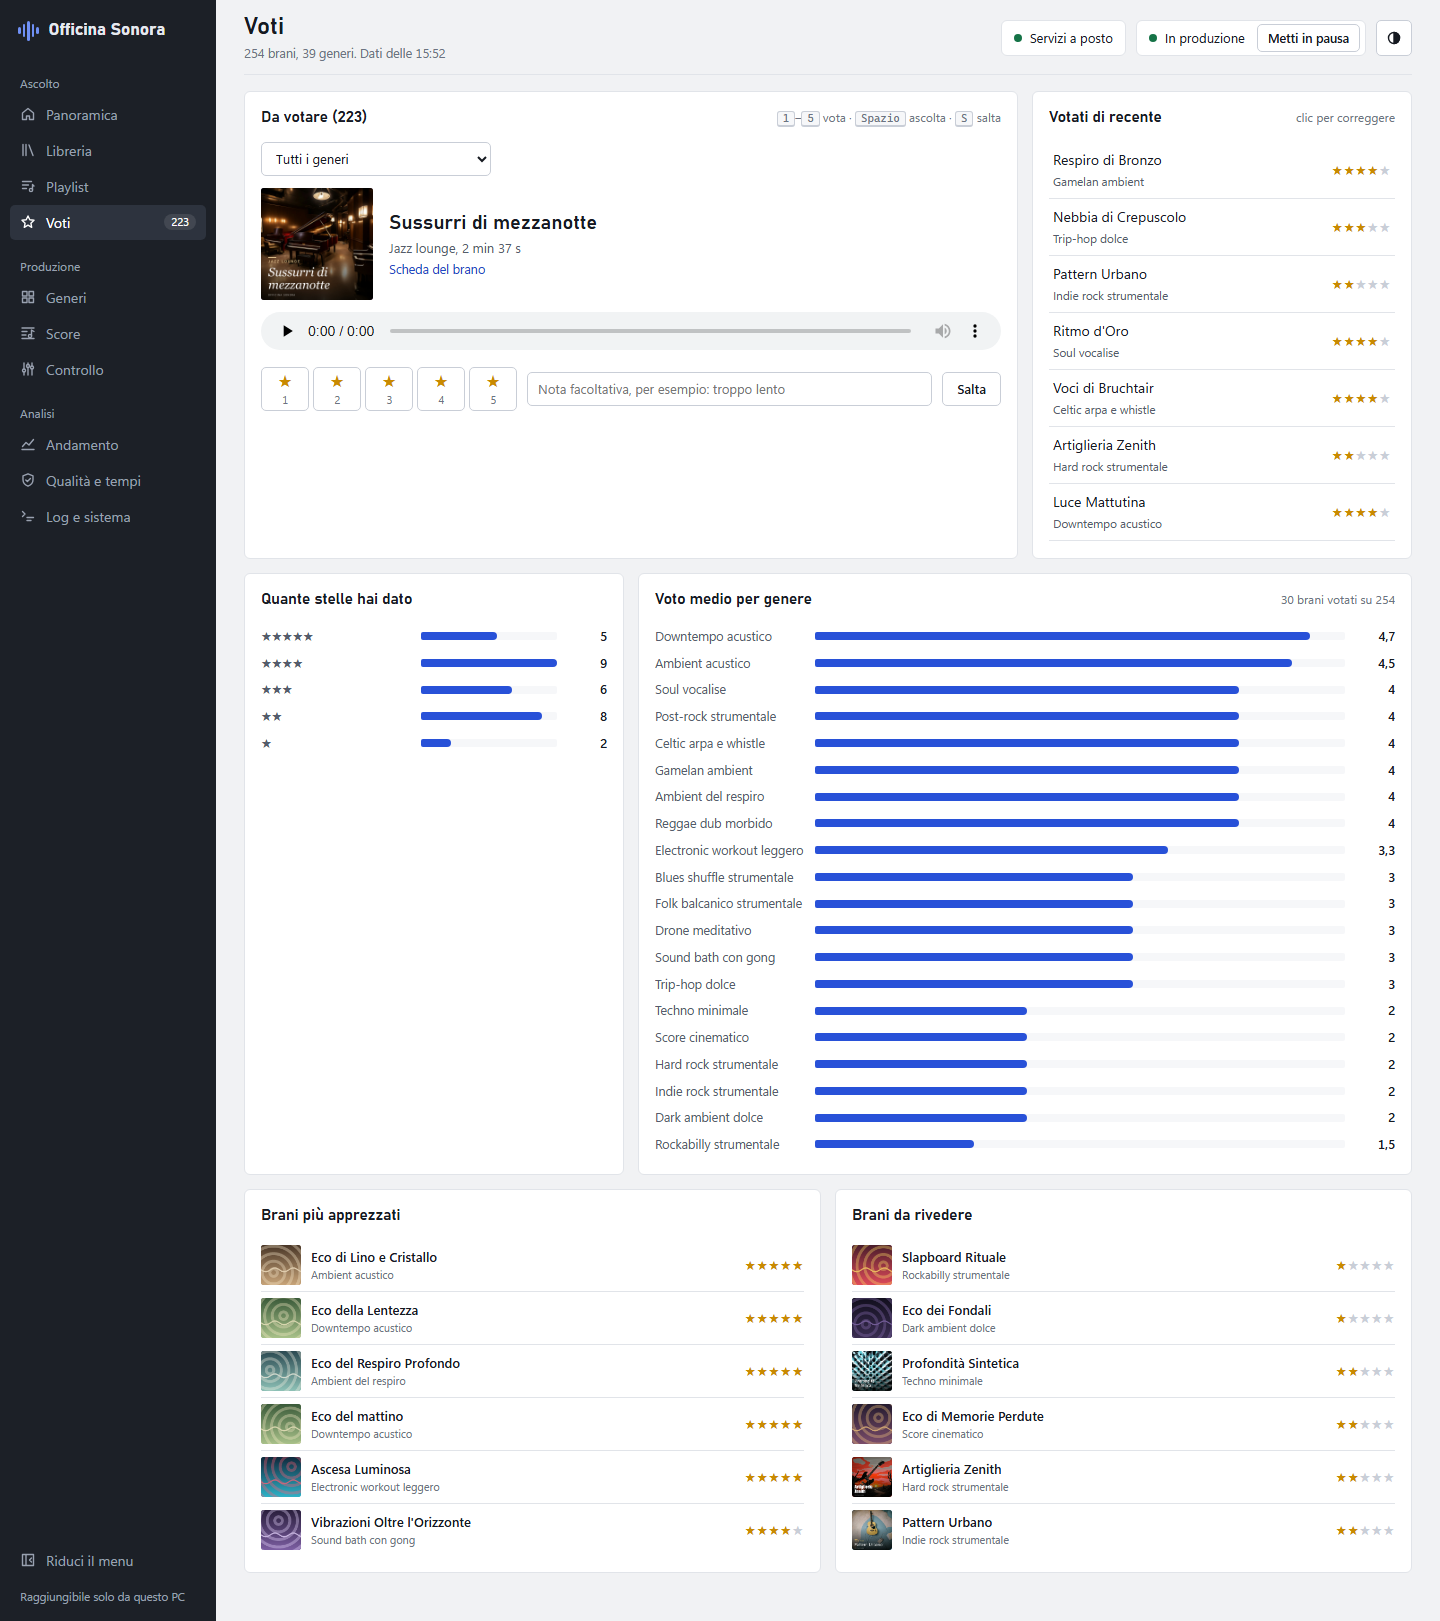 Officina Sonora
Ascolto
Panoramica
Libreria
Playlist
Voti 223
Produzione
Generi
Score
Controllo
Analisi
Andamento
Qualità e tempi
Log e sistema
Riduci il menu
Raggiungibile solo da questo PC
Voti
254 brani, 39 generi. Dati delle 15:52
Servizi a posto
In produzione Metti in pausa
Da votare (223)
1–5 vota · Spazio ascolta · S salta
Tutti i generi
Sussurri di
mezzanotte
Sussurri di mezzanotte
Jazz lounge, 2 min 37 s
Scheda del brano
0:00 / 0:00
★ ★ ★ ★ ★
1 2 3 4 5
Nota facoltativa, per esempio: troppo lento
Salta
Votati di recente clic per correggere
Respiro di Bronzo
Gamelan ambient
★★★★★
Nebbia di Crepuscolo
Trip-hop dolce
★★★★★
Pattern Urbano
Indie rock strumentale
★★★★★
Ritmo d'Oro
Soul vocalise
★★★★★
Voci di Bruchtair
Celtic arpa e whistle
★★★★★
Artiglieria Zenith
Hard rock strumentale
★★★★★
Luce Mattutina
Downtempo acustico
★★★★★
Quante stelle hai dato
★★★★★ 5
★★★★ 9
★★★ 6
★★ 8
★ 2
Voto medio per genere 30 brani votati su 254
Downtempo acustico 4,7
Ambient acustico 4,5
Soul vocalise 4
Post-rock strumentale 4
Celtic arpa e whistle 4
Gamelan ambient 4
Ambient del respiro 4
Reggae dub morbido 4
Electronic workout leggero 3,3
Blues shuffle strumentale 3
Folk balcanico strumentale 3
Drone meditativo 3
Sound bath con gong 3
Trip-hop dolce 3
Techno minimale 2
Score cinematico 2
Hard rock strumentale 2
Indie rock strumentale 2
Dark ambient dolce 2
Rockabilly strumentale 1,5
Brani più apprezzati
Eco di Lino e Cristallo
Ambient acustico
★★★★★
Eco della Lentezza
Downtempo acustico
★★★★★
Eco del Respiro Profondo
Ambient del respiro
★★★★★
Eco del mattino
Downtempo acustico
★★★★★
Ascesa Luminosa
Electronic workout leggero
★★★★★
Vibrazioni Oltre l'Orizzonte
Sound bath con gong
★★★★★
Brani da rivedere
Slapboard Rituale
Rockabilly strumentale
★★★★★
Eco dei Fondali
Dark ambient dolce
★★★★★
Profondità Sintetica
Techno minimale
★★★★★
Eco di Memorie Perdute
Score cinematico
★★★★★
Artiglieria Zenith
Hard rock strumentale
★★★★★
Pattern Urbano
Indie rock strumentale
★★★★★